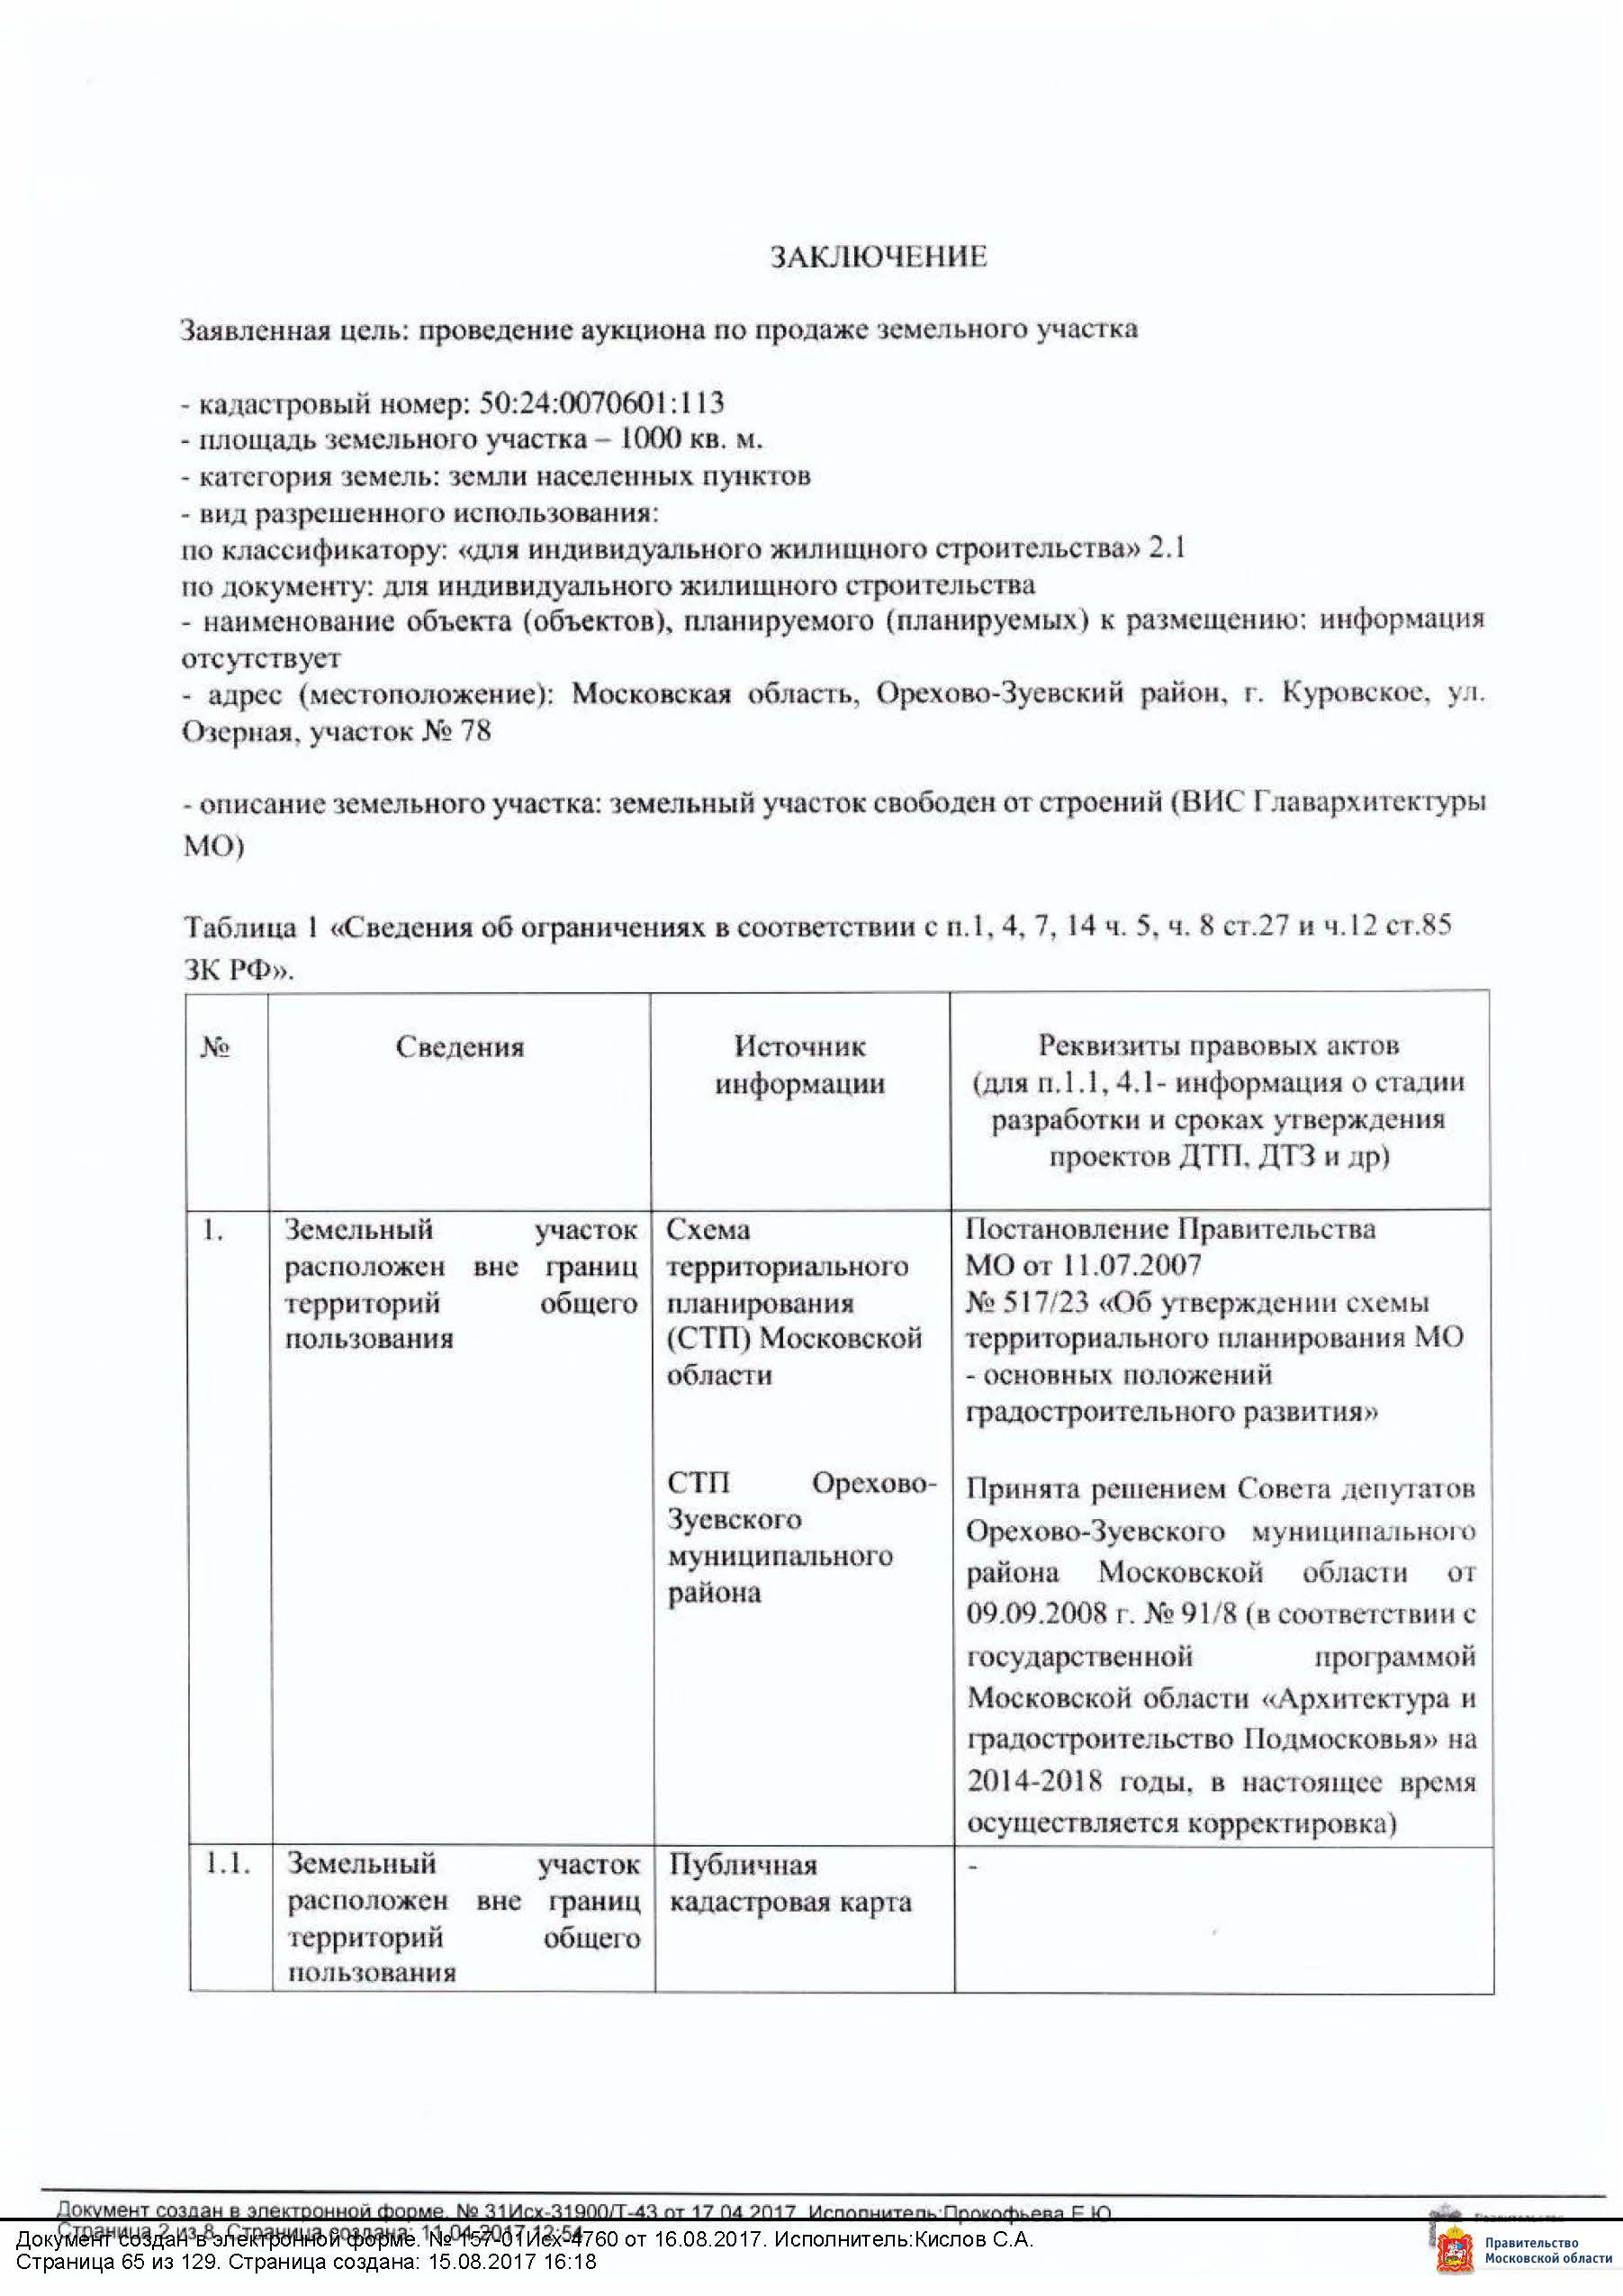 ЗАКЛЮЧЕНИЕ
Заявленная цель: проведение аукциона по продаже земельного участка
- кадастровый номер: 50:24:0070601:113
- площадь земельного участка – 1000 кв. м.
- категория земель: земли населенных пунктов
- вид разрешенного использования:
по классификатору: «для индивидуального жилищного строительства» 2.1
по документу: для индивидуального жилищного строительства
- наименование объекта (объектов), планируемого (планируемых) к размещению: информация
отсутствует
- адрес (местоположение): Московская область, Орехово-Зуевский район, г. Куровское, ул.
Озерная, участок № 78
- описание земельного участка: земельный участок свободен от строений (ВИС Главархитектуры
МО)
Таблица 1 «Сведения об ограничениях в соответствии с п.1, 4, 7, 14 ч. 5, ч. 8 ст.27 и ч.12 ст.85
ЗК РФ».
№
Сведения
Источник
информации
Реквизиты правовых актов
(для п.1.1, 4.1- информация о стадии
разработки и сроках утверждения
проектов ДТП, ДТЗ и др)
1.
Земельный участок
расположен вне границ
территорий общего
пользования
Схема
территориального
планирования
(СТП) Московской
области
СТП Орехово-
Зуевского
муниципального
района
Постановление Правительства
МО от 11.07.2007
№ 517/23 «Об утверждении схемы
территориального планирования МО
- основных положений
градостроительного развития»
Принята решением Совета депутатов
Орехово-Зуевского муниципального
района Московской области от
09.09.2008 г. № 91/8 (в соответствии с
государственной программой
Московской области «Архитектура и
градостроительство Подмосковья» на
2014-2018 годы, в настоящее время
осуществляется корректировка)
1.1.
Земельный участок
расположен вне границ
территорий общего
пользования
Публичная
кадастровая карта
-
Документ создан в электронной форме. № 31Исх-31900/Т-43 от 17.04.2017. Исполнитель:Прокофьева Е.Ю.
Страница 2 из 8. Страница создана: 11.04.2017 12:54
Документ создан в электронной форме. № 157-01Исх-4760 от 16.08.2017. Исполнитель:Кислов С.А.
Страница 65 из 129. Страница создана: 15.08.2017 16:18
Правительство
Московской области